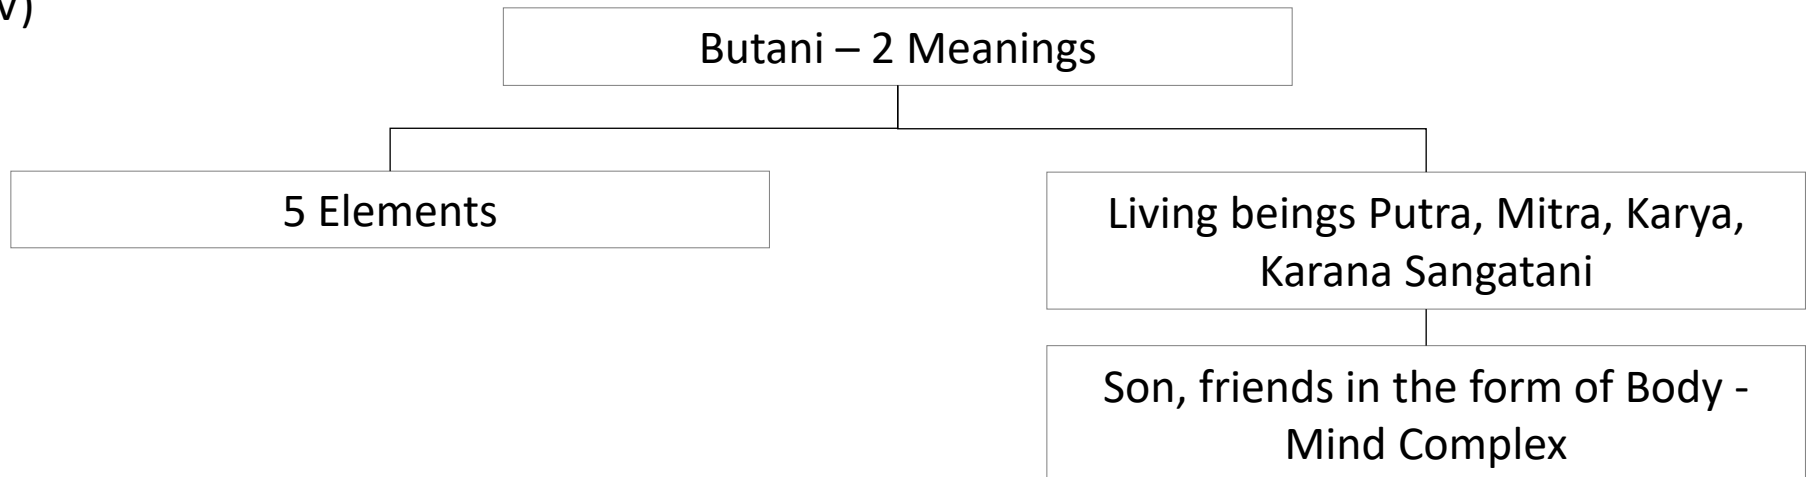 v)
Butani – 2 Meanings
5 Elements
Living beings Putra, Mitra, Karya,
Karana Sangatani
Son, friends in the form of Body -
Mind Complex